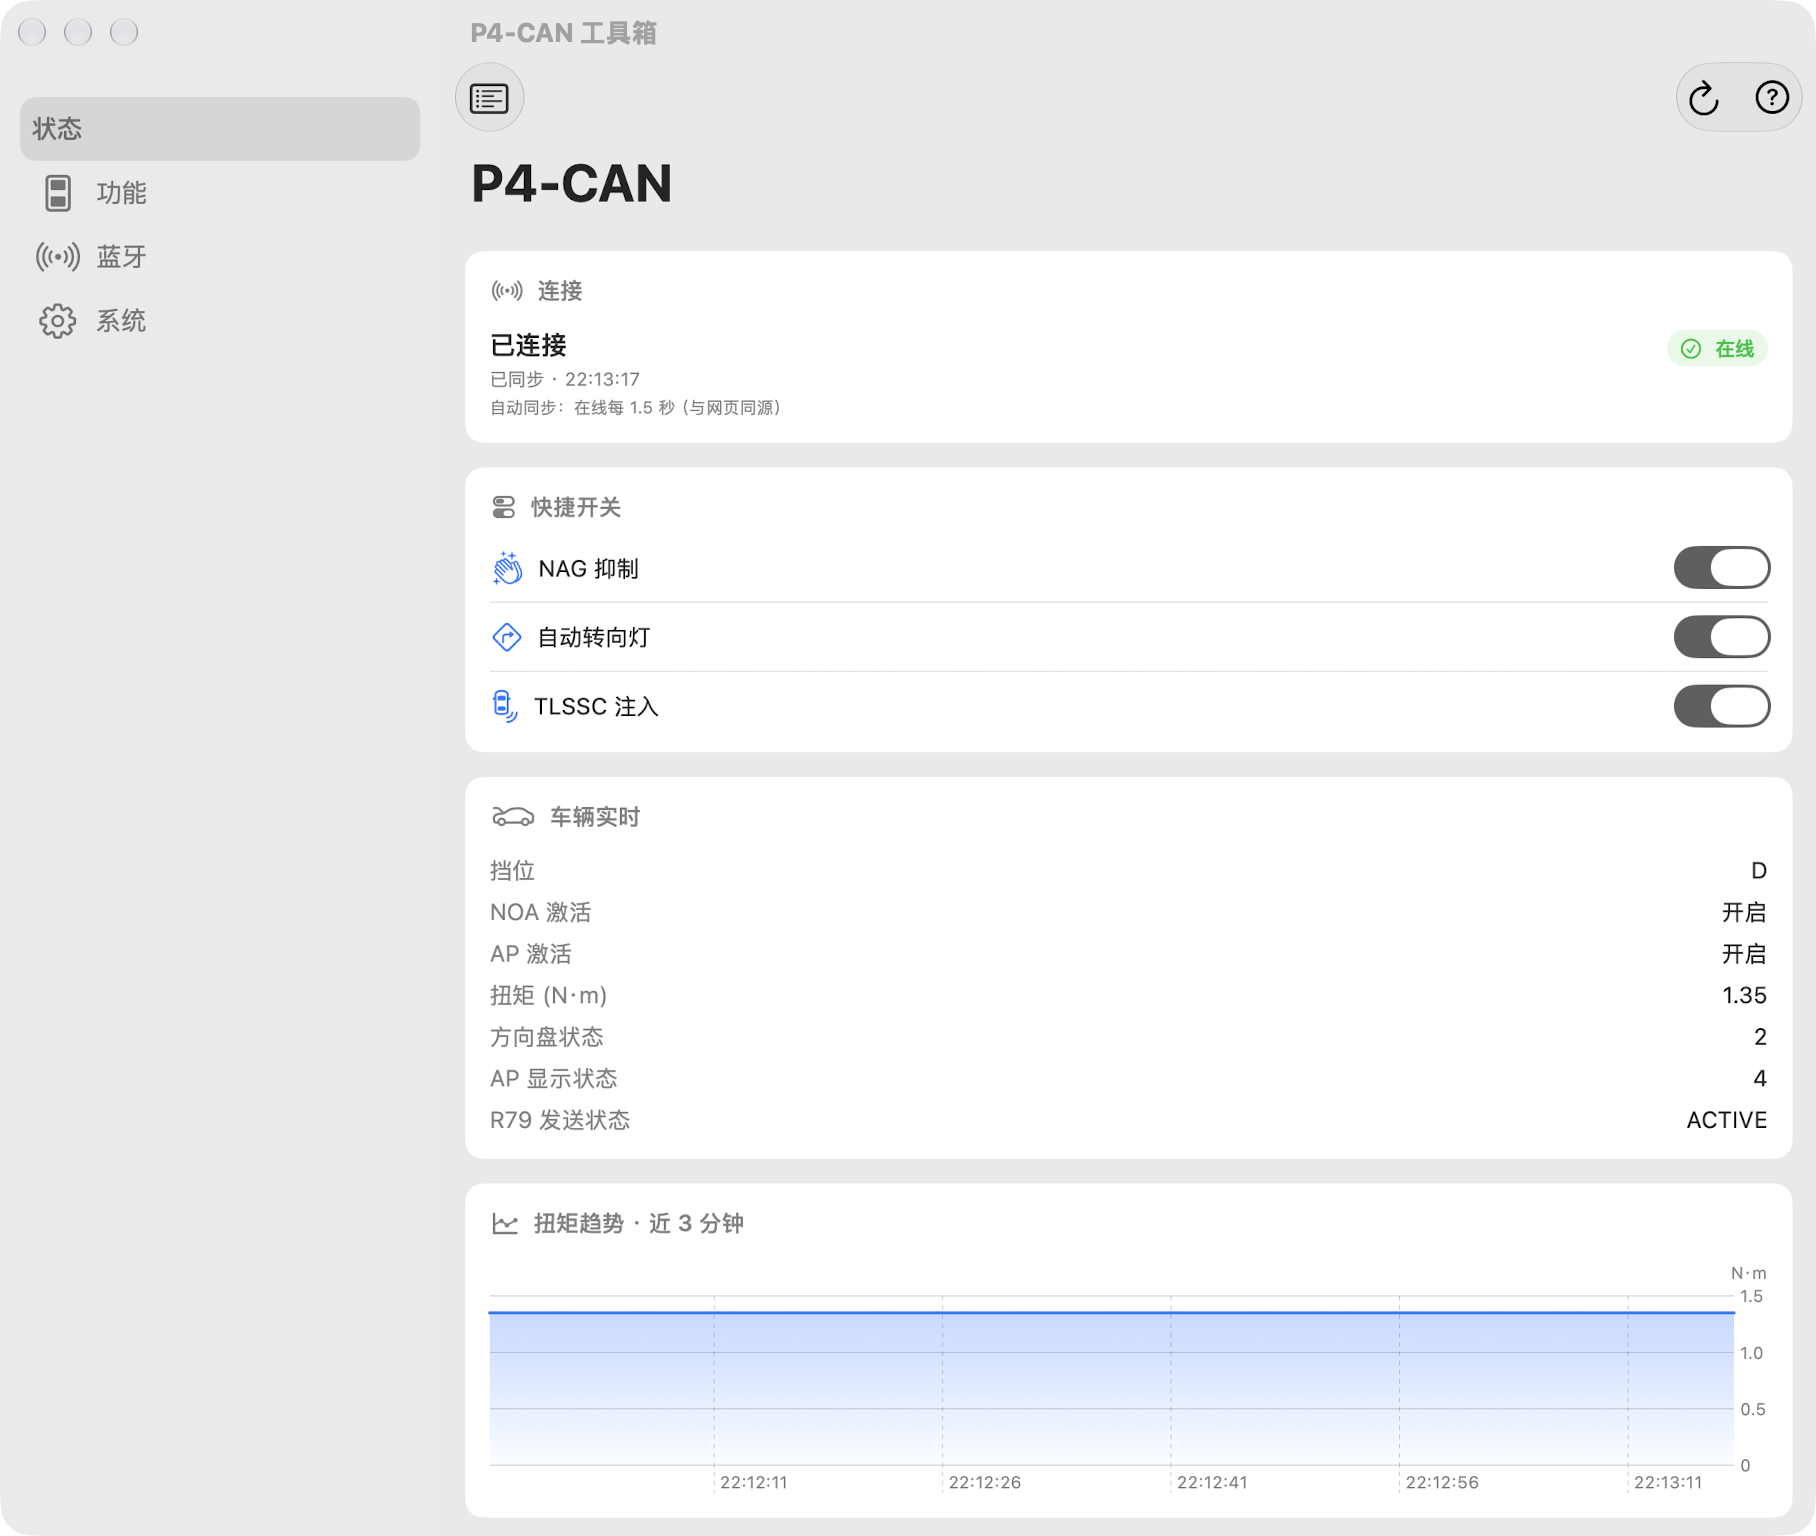 P4-CAN 工具箱
状态
功能
蓝牙
系统
P4-CAN
连接
已连接
在线
已同步 · 22:13:17
自动同步：在线每 1.5 秒（与网页同源）
快捷开关
NAG 抑制
自动转向灯
TLSSC 注入
车辆实时
挡位 D
NOA 激活 开启
AP 激活 开启
扭矩 (N·m) 1.35
方向盘状态 2
AP 显示状态 4
R79 发送状态 ACTIVE
扭矩趋势 · 近 3 分钟
N·m
1.5
1.0
0.5
0
22:12:11 22:12:26 22:12:41 22:12:56 22:13:11